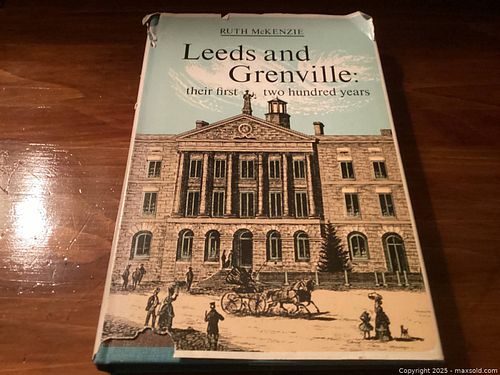 RUTH McKENZIE
Leeds and
Grenville:
their first two hundred years
Copyright 2025 - maxsold.com